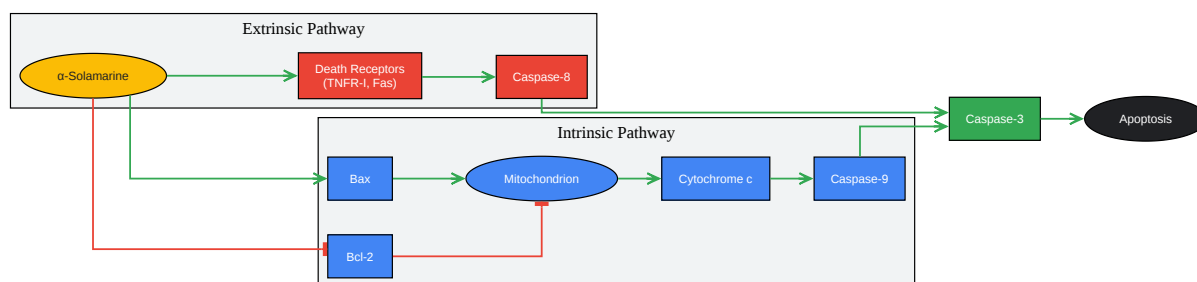 Extrinsic Pathway
α-Solamarine
Death Receptors
(TNFR-I, Fas)
Caspase-8
Caspase-3
Apoptosis
Intrinsic Pathway
Bax
Mitochondrion
Cytochrome c
Caspase-9
Bcl-2